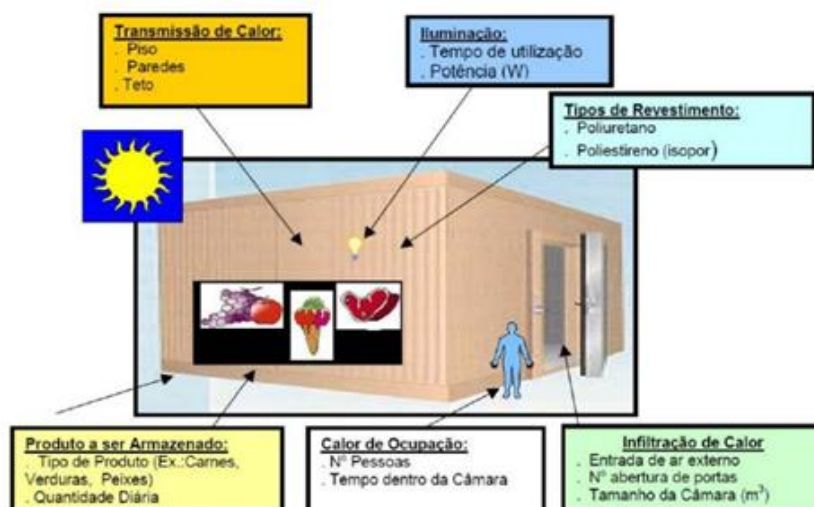 Transmissão de Calor:
. Piso
. Paredes
. Teto
Iluminação:
. Tempo de utilização
. Potência (W)
Tipos de Revestimento:
. Poliuretano
. Poliestireno (isopor)
Produto a ser Armazenado:
. Tipo de Produto (Ex.:Carnes,
Verduras, Peixes)
. Quantidade Diária
Calor de Ocupação:
. Nº Pessoas
. Tempo dentro da Câmara
Infiltração de Calor
. Entrada de ar externo
. Nº abertura de portas
. Tamanho da Câmara (m³)